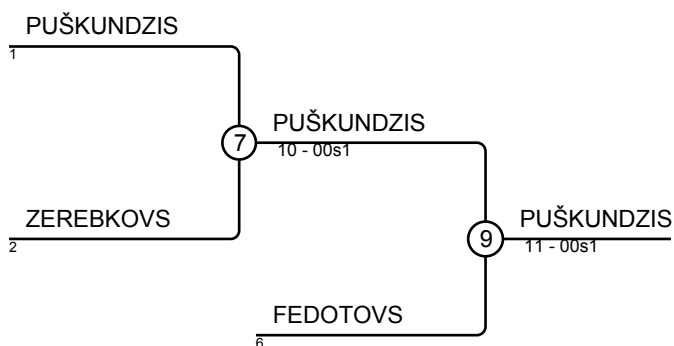 PUŠKUNDZIS
1
7
PUŠKUNDZIS
10 - 00s1
ZEREBKOVS
2
9
PUŠKUNDZIS
11 - 00s1
FEDOTOVS
6